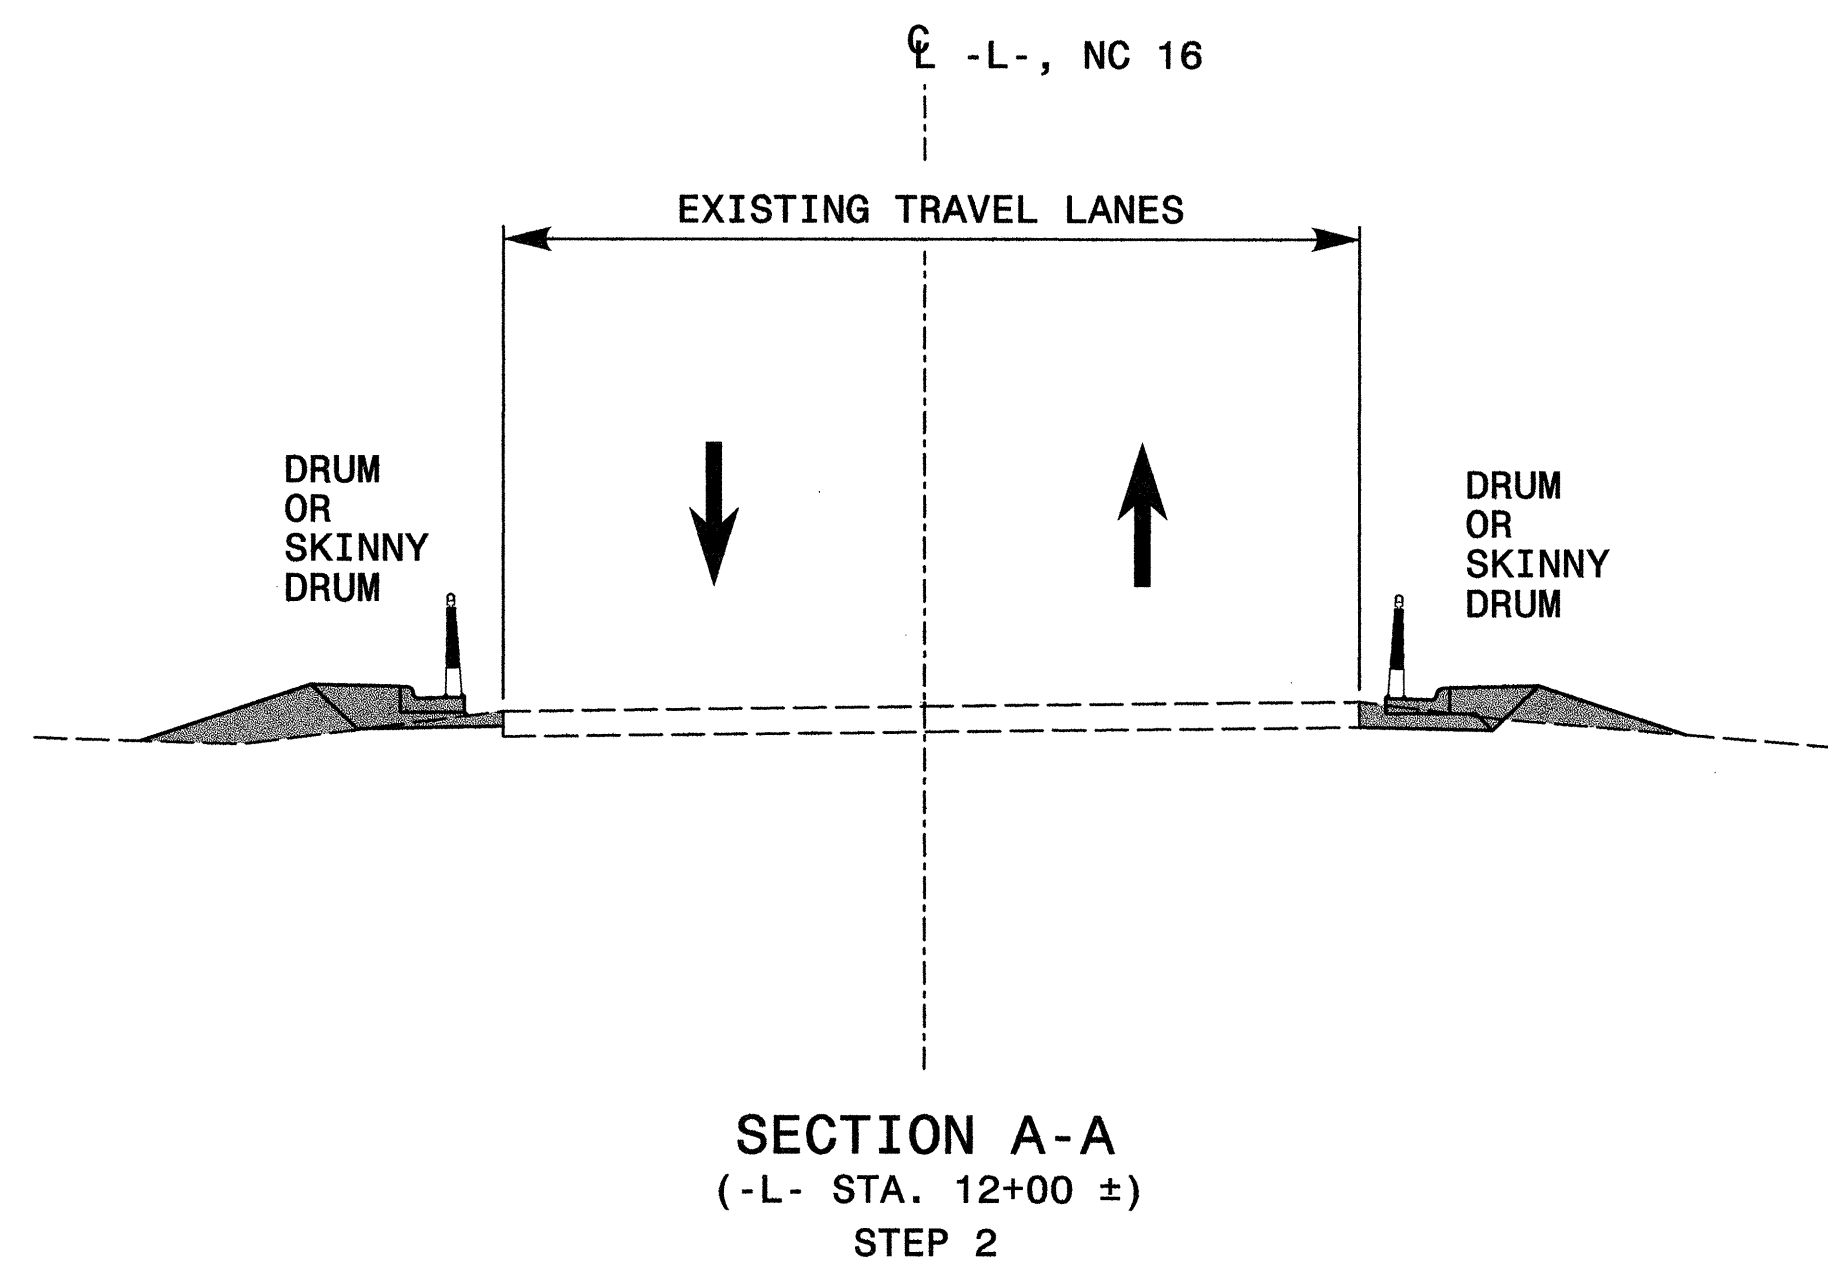 ℄ -L-, NC 16
EXISTING TRAVEL LANES
DRUM
OR
SKINNY
DRUM
DRUM
OR
SKINNY
DRUM
SECTION A-A
(-L- STA. 12+00 ±)
STEP 2